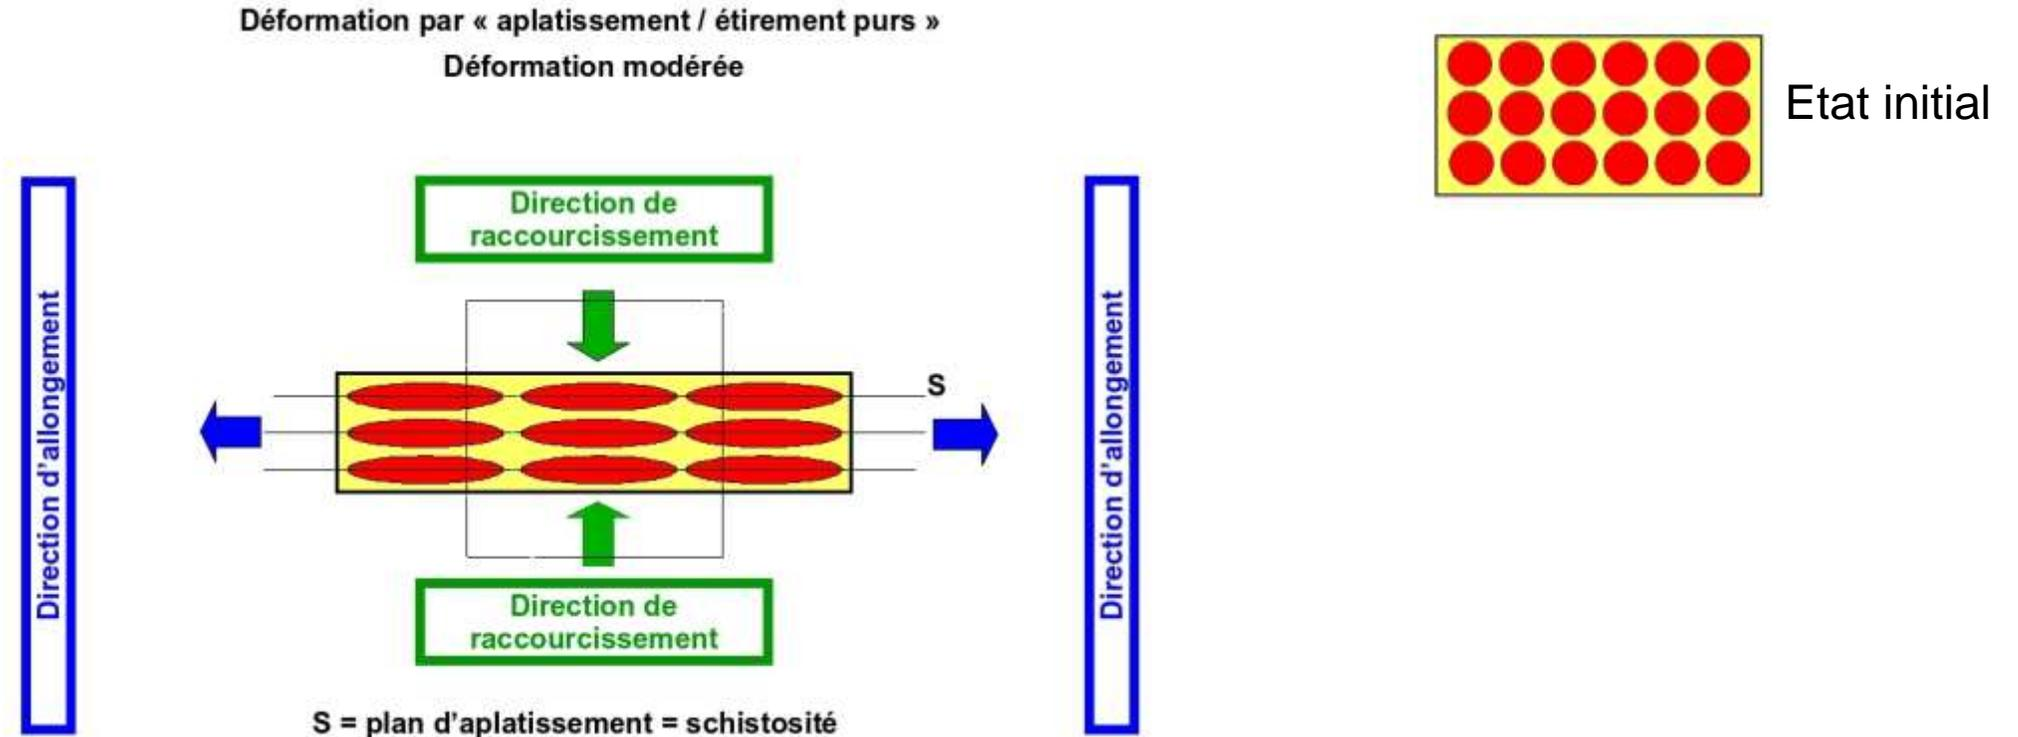 Déformation par « aplatissement / étirement purs »
Déformation modérée
Etat initial
Direction d'allongement
Direction de
raccourcissement
S
Direction d'allongement
Direction de
raccourcissement
S = plan d'aplatissement = schistosité